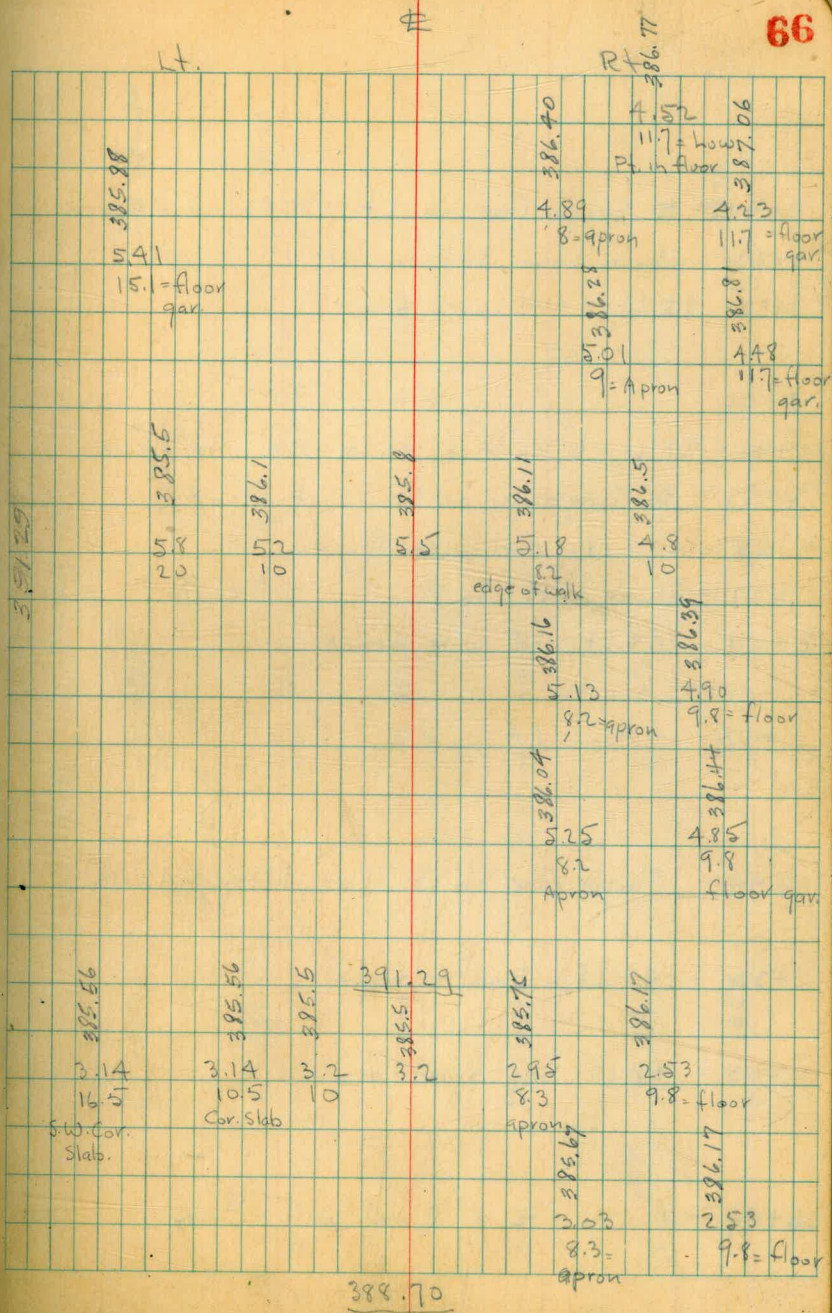 66
Lt.
Rt.
386.77
4.52
11.7 = Low
Pt. in floor
386.40
4.89
8 = apron
387.06
4.23
11.7 = floor
gar.
385.88
5.41
15.1 = floor
gar.
386.28
5.01
9 = Apron
386.81
4.48
11.7 = floor
gar.
391.29
385.5
5.8
20
386.1
5.2
10
385.8
5.5
386.11
5.18
8.2
edge of walk
386.5
4.8
10
386.16
5.13
8.2 = apron
386.39
4.90
9.8 = floor
386.04
5.25
8.2
Apron
386.44
4.85
9.8
floor gar.
391.29
385.56
3.14
16.5
S.W. Cor.
Slab.
385.56
3.14
10.5
Cor. Slab
385.5
3.2
10
385.5
3.2
385.75
2.95
8.3
apron
386.17
2.53
9.8 = floor
385.67
3.03
8.3 =
apron
386.17
2.53
9.8 = floor
388.70